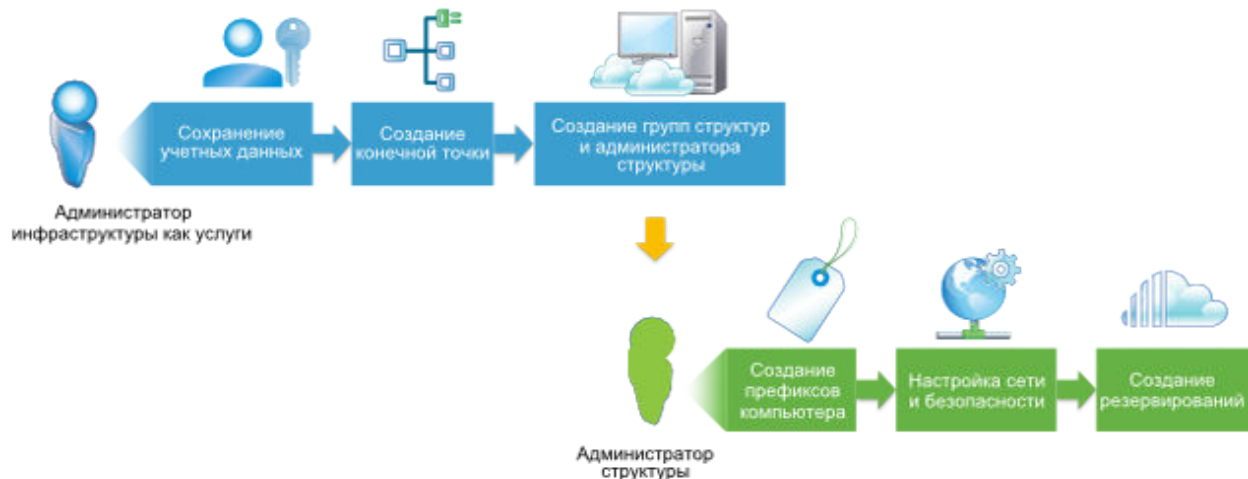 Сохранение
учетных данных
Создание
конечной точки
Создание групп структур
и администратора
структуры
Администратор
инфраструктуры как услуги
Создание
префиксов
компьютера
Настройка сети
и безопасности
Создание
резервирований
Администратор
структуры